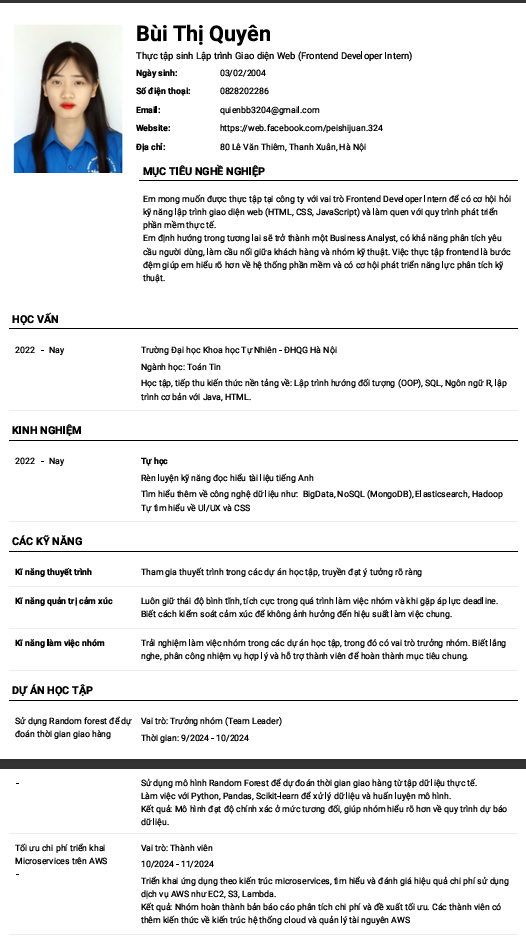 Bùi Thị Quyên
Thực tập sinh Lập trình Giao diện Web (Frontend Developer Intern)
Ngày sinh: 03/02/2004
Số điện thoại: 0828202286
Email: quienbb3204@gmail.com
Website: https://web.facebook.com/peishijuan.324
Địa chỉ: 80 Lê Văn Thiêm, Thanh Xuân, Hà Nội
MỤC TIÊU NGHỀ NGHIỆP
Em mong muốn được thực tập tại công ty với vai trò Frontend Developer Intern để có cơ hội hỏi
kỹ năng lập trình giao diện web (HTML, CSS, JavaScript) và làm quen với quy trình phát triển
phần mềm thực tế.
Em định hướng trong tương lai sẽ trở thành một Business Analyst, có khả năng phân tích yêu
cầu người dùng, làm cầu nối giữa khách hàng và nhóm kỹ thuật. Việc thực tập frontend là bước
đệm giúp em hiểu rõ hơn về hệ thống phần mềm và có cơ hội phát triển năng lực phân tích kỹ
thuật.
HỌC VẤN
2022 - Nay Trường Đại học Khoa học Tự Nhiên - ĐHQG Hà Nội
Ngành học: Toán Tin
Học tập, tiếp thu kiến thức nền tảng về: Lập trình hướng đối tượng (OOP), SQL, Ngôn ngữ R, lập
trình cơ bản với Java, HTML.
KINH NGHIỆM
2022 - Nay Tự học
Rèn luyện kỹ năng đọc hiểu tài liệu tiếng Anh
Tìm hiểu thêm về công nghệ dữ liệu như: BigData, NoSQL (MongoDB), Elasticsearch, Hadoop
Tự tìm hiểu về UI/UX và CSS
CÁC KỸ NĂNG
Kĩ năng thuyết trình Tham gia thuyết trình trong các dự án học tập, truyền đạt ý tưởng rõ ràng
Kĩ năng quản trị cảm xúc Luôn giữ thái độ bình tĩnh, tích cực trong quá trình làm việc nhóm và khi gặp áp lực deadline.
Biết cách kiểm soát cảm xúc để không ảnh hưởng đến hiệu suất làm việc chung.
Kĩ năng làm việc nhóm Trải nghiệm làm việc nhóm trong các dự án học tập, trong đó có vai trò trưởng nhóm. Biết lắng
nghe, phân công nhiệm vụ hợp lý và hỗ trợ thành viên để hoàn thành mục tiêu chung.
DỰ ÁN HỌC TẬP
Sử dụng Random forest để dự Vai trò: Trưởng nhóm (Team Leader)
đoán thời gian giao hàng Thời gian: 9/2024 - 10/2024
- Sử dụng mô hình Random Forest để dự đoán thời gian giao hàng từ tập dữ liệu thực tế.
Làm việc với Python, Pandas, Scikit-learn để xử lý dữ liệu và huấn luyện mô hình.
Kết quả: Mô hình đạt độ chính xác ở mức tương đối, giúp nhóm hiểu rõ hơn về quy trình dự báo
dữ liệu.
Tối ưu chi phí triển khai Vai trò: Thành viên
Microservices trên AWS 10/2024 - 11/2024
-
Triển khai ứng dụng theo kiến trúc microservices, tìm hiểu và đánh giá hiệu quả chi phí sử dụng
dịch vụ AWS như EC2, S3, Lambda.
Kết quả: Nhóm hoàn thành bản báo cáo phân tích chi phí và đề xuất tối ưu. Các thành viên có
thêm kiến thức về kiến trúc hệ thống cloud và quản lý tài nguyên AWS